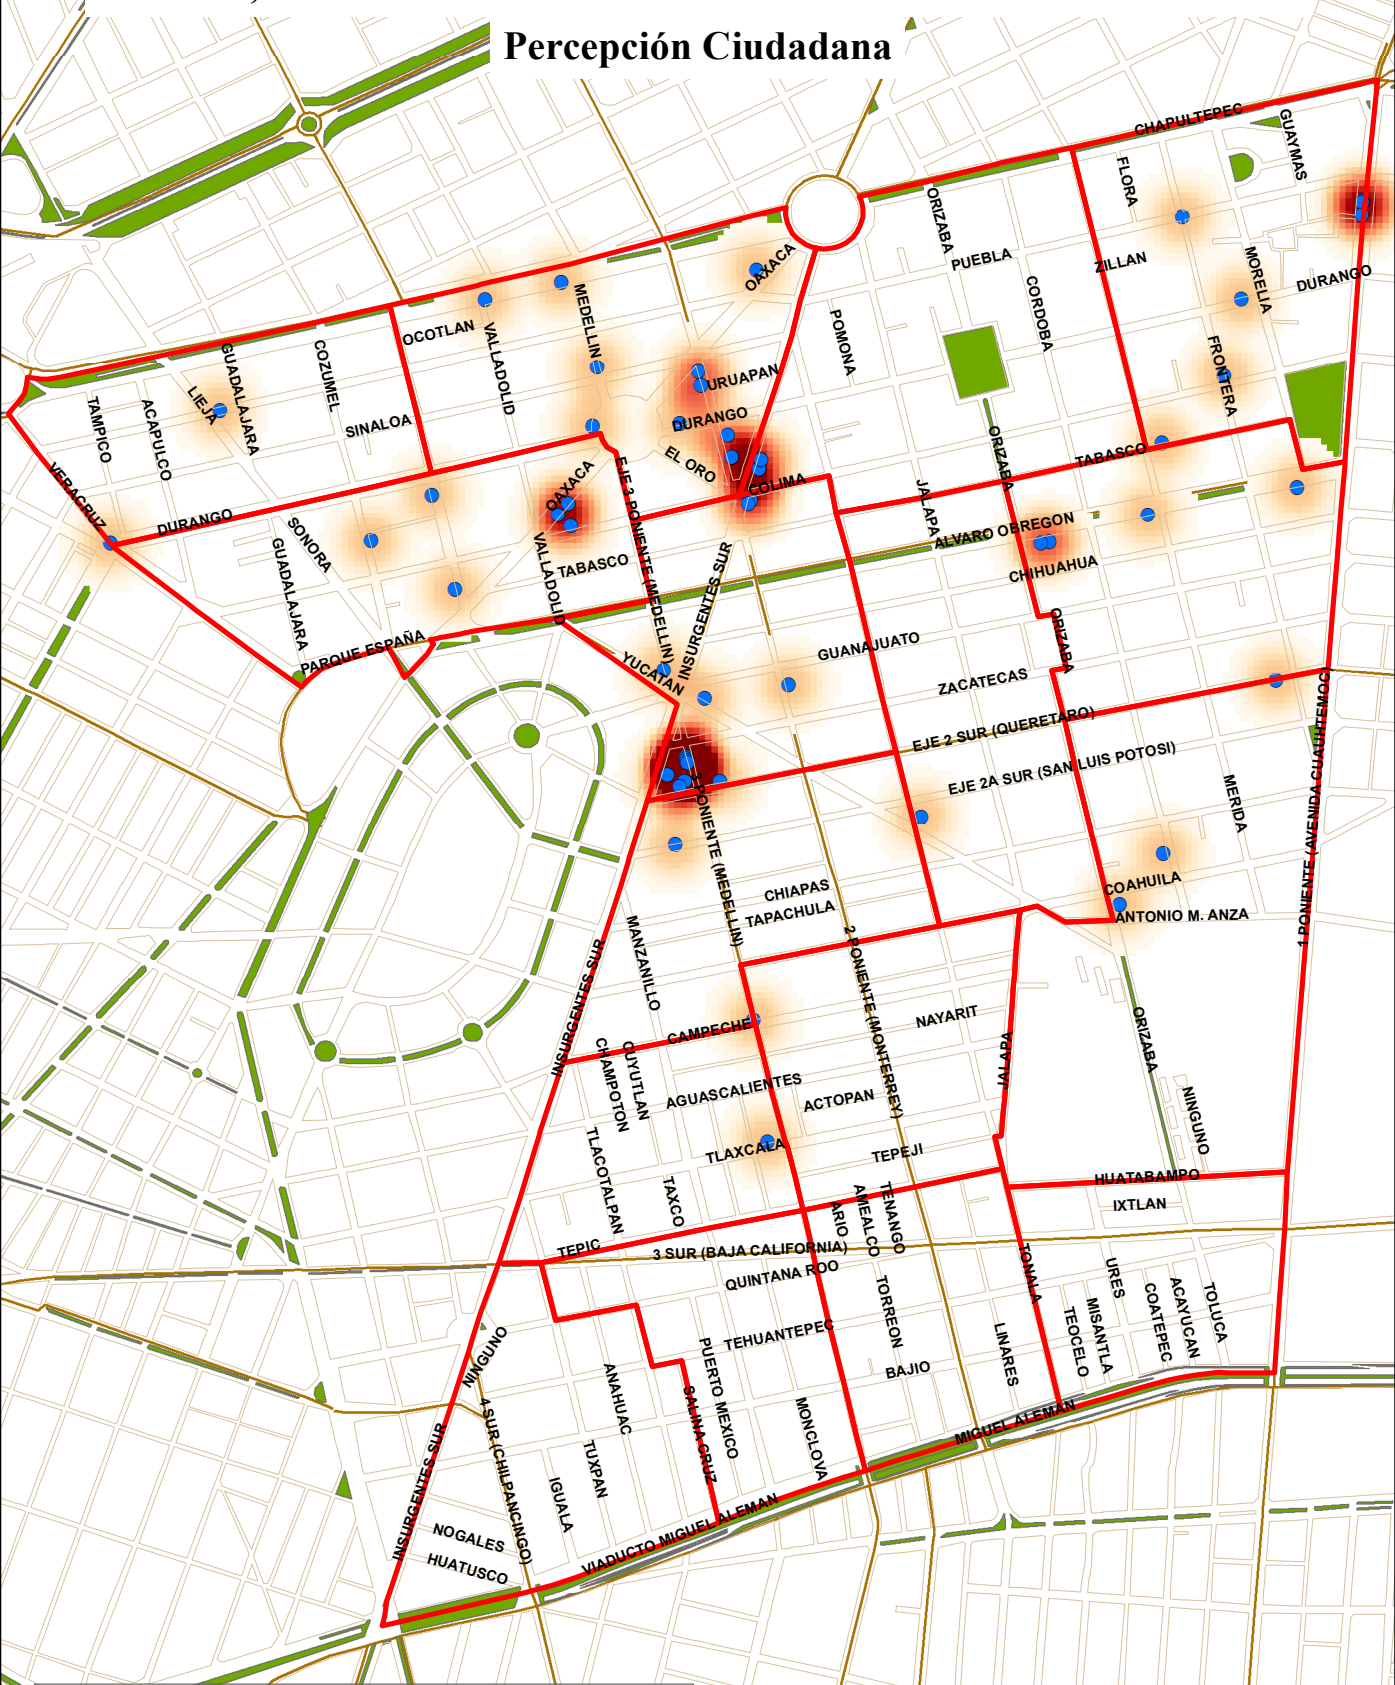 Percepción Ciudadana
CHAPULTEPEC
GUAYMAS
FLORA
ORIZABA
PUEBLA
ZILLAN
MORELIA
DURANGO
OAXACA
CORDOBA
MEDELLIN
OCOTLAN
VALLADOLID
POMONA
FRONTERA
GUADALAJARA
COZUMEL
LIEJA
URUAPAN
TAMPICO
ACAPULCO
SINALOA
DURANGO
EL ORO
ORIZABA
TABASCO
VERACRUZ
OAXACA
COLIMA
JALAPA
DURANGO
SONORA
EJE 3 PONIENTE (MEDELLIN)
ALVARO OBREGON
GUADALAJARA
VALLADOLID
TABASCO
INSURGENTES SUR
CHIHUAHUA
ORIZABA
PARQUE ESPAÑA
YUCATAN
GUANAJUATO
ZACATECAS
EJE 2 SUR (QUERETARO)
EJE 2A SUR (SAN LUIS POTOSI)
1 PONIENTE (AVENIDA CUAUHTEMOC)
3 PONIENTE (MEDELLIN)
MERIDA
CHIAPAS
TAPACHULA
COAHUILA
ANTONIO M. ANZA
MANZANILLO
INSURGENTES SUR
2 PONIENTE (MONTERREY)
CAMPECHE
NAYARIT
ORIZABA
JALAPA
CUYUTLAN
CHAMPOTON
AGUASCALIENTES
ACTOPAN
NINGUNO
TLACOTALPAN
TLAXCALA
TEPEJI
TAXCO
HUATABAMPO
IXTLAN
ARIO
AMEALCO
TENANGO
TEPIC
3 SUR (BAJA CALIFORNIA)
QUINTANA ROO
TONALA
URES
COATEPEC
ACAYUCAN
TOLUCA
TORREON
MISANTLA
TEOCELO
NINGUNO
TEHUANTEPEC
LINARES
PUERTO MEXICO
BAJIO
ANAHUAC
SALINA CRUZ
MONCLOVA
MIGUEL ALEMAN
4 SUR (CHILPANCINGO)
INSURGENTES SUR
TUXPAN
IGUALA
VIADUCTO MIGUEL ALEMAN
NOGALES
HUATUSCO